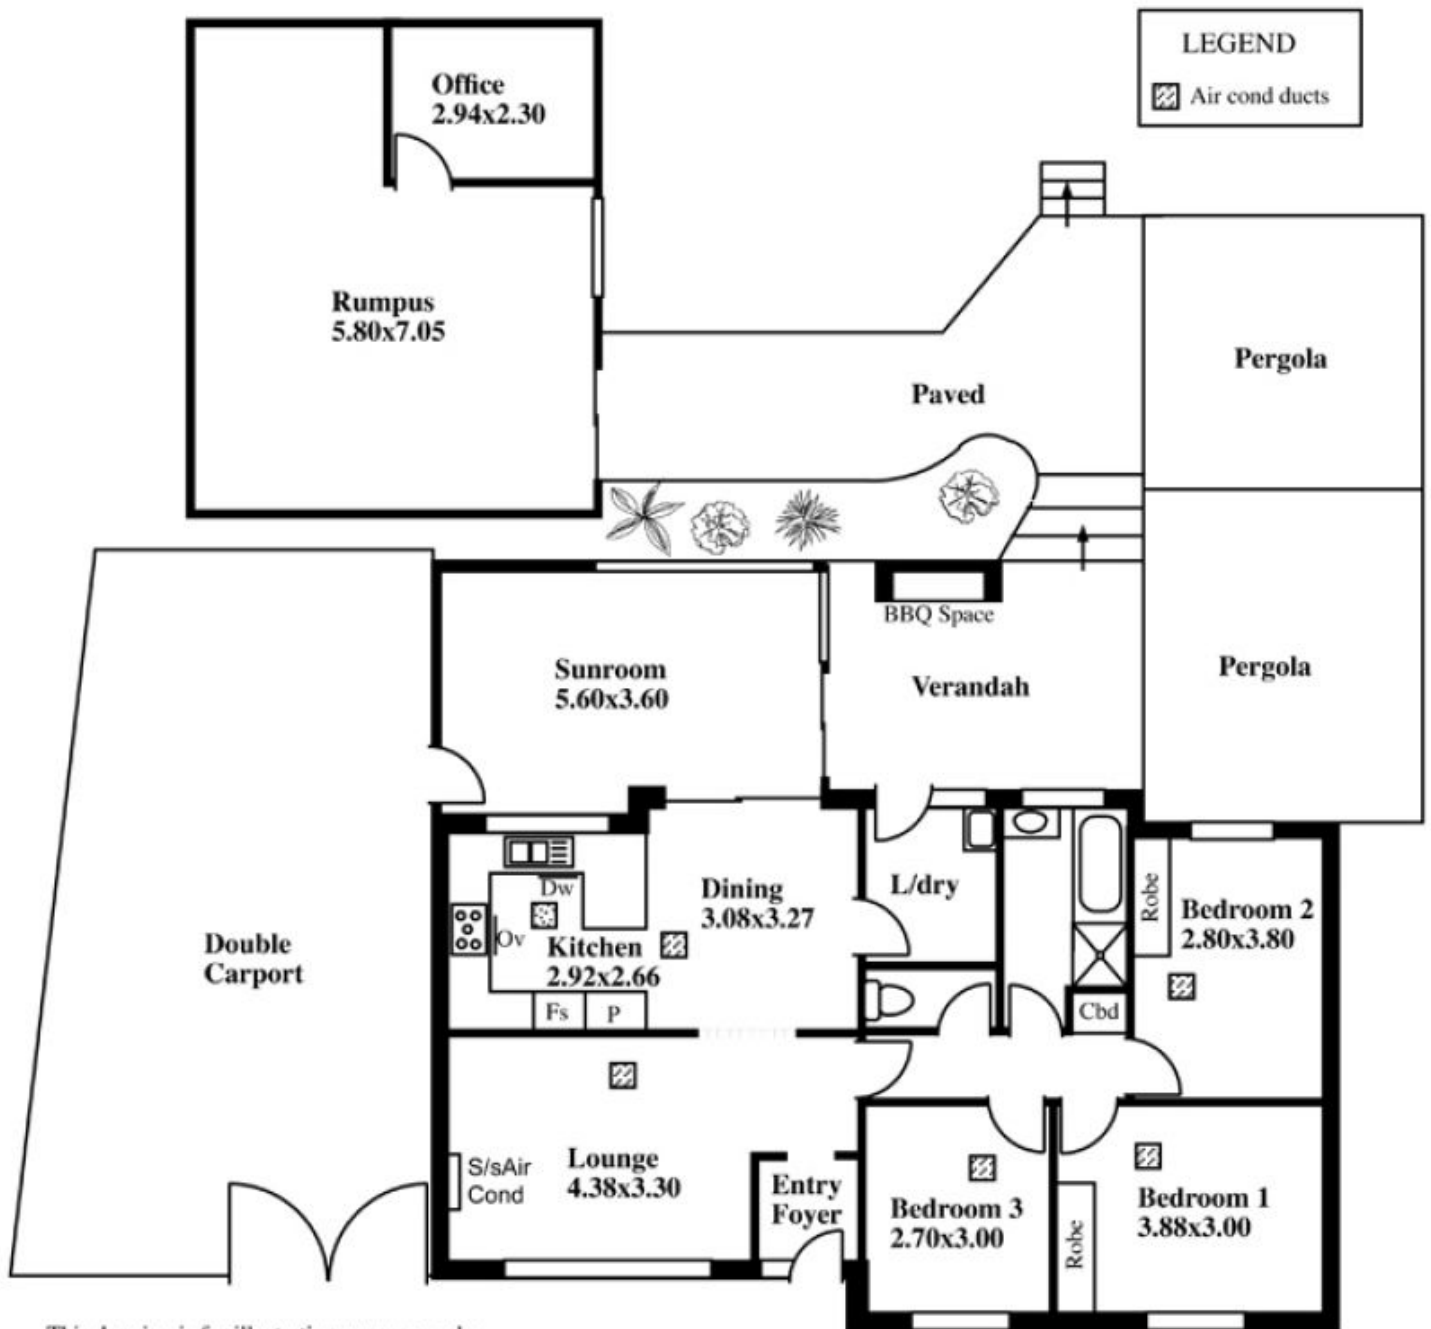 LEGEND
Air cond ducts
Office
2.94x2.30
Rumpus
5.80x7.05
Pergola
Paved
BBQ Space
Sunroom
5.60x3.60
Verandah
Pergola
Double
Carport
Dw
Ov
Kitchen
2.92x2.66
Fs
P
Dining
3.08x3.27
L/dry
Robe
Bedroom 2
2.80x3.80
Cbd
S/sAir
Cond
Lounge
4.38x3.30
Entry
Foyer
Bedroom 3
2.70x3.00
Robe
Bedroom 1
3.88x3.00